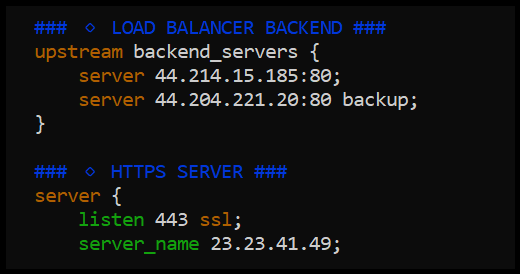 ### ◇ LOAD BALANCER BACKEND ###
upstream backend_servers {
server 44.214.15.185:80;
server 44.204.221.20:80 backup;
}
### ◇ HTTPS SERVER ###
server {
listen 443 ssl;
server_name 23.23.41.49;